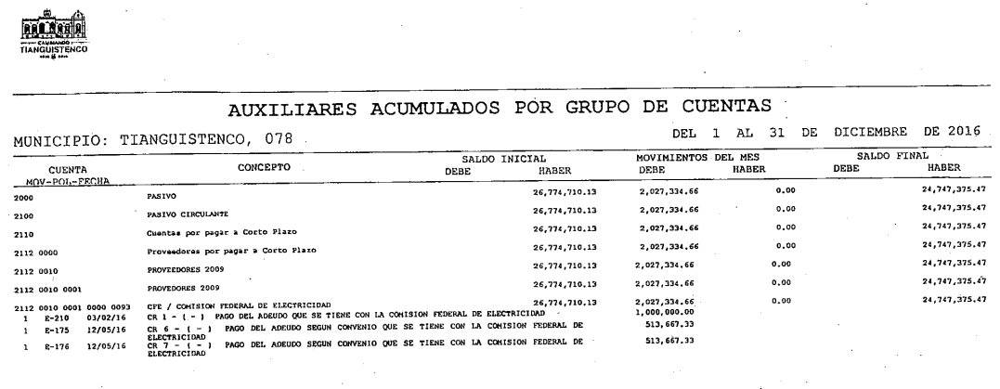 CAMINANDO
TIANGUISTENCO
AUXILIARES ACUMULADOS POR GRUPO DE CUENTAS
MUNICIPIO: TIANGUISTENCO, 078 DEL 1 AL 31 DE DICIEMBRE DE 2016
CUENTA CONCEPTO SALDO INICIAL MOVIMIENTOS DEL MES SALDO FINAL
MOV-POL-FECHA DEBE HABER DEBE HABER DEBE HABER
2000 PASIVO 26,774,710.13 2,027,334.66 0.00 24,747,375.47
2100 PASIVO CIRCULANTE 26,774,710.13 2,027,334.66 0.00 24,747,375.47
2110 Cuentas por pagar a Corto Plazo 26,774,710.13 2,027,334.66 0.00 24,747,375.47
2112 0000 Proveedores por pagar a Corto Plazo 26,774,710.13 2,027,334.66 0.00 24,747,375.47
2112 0010 PROVEEDORES 2009 26,774,710.13 2,027,334.66 0.00 24,747,375.47
2112 0010 0001 PROVEDORES 2009 26,774,710.13 2,027,334.66 0.00 24,747,375.47
2112 0010 0001 0000 0093 CFE / COMISION FEDERAL DE ELECTRICIDAD 26,774,710.13 2,027,334.66 0.00 24,747,375.47
1 E-210 03/02/16 CR 1 - ( - ) PAGO DEL ADEUDO QUE SE TIENE CON LA COMISION FEDERAL DE ELECTRICIDAD 1,000,000.00
1 E-175 12/05/16 CR 6 - ( - ) PAGO DEL ADEUDO SEGUN CONVENIO QUE SE TIENE CON LA COMISION FEDERAL DE 513,667.33
ELECTRICIDAD
1 E-176 12/05/16 CR 7 - ( - ) PAGO DEL ADEUDO SEGUN CONVENIO QUE SE TIENE CON LA COMISION FEDERAL DE 513,667.33
ELECTRICIDAD